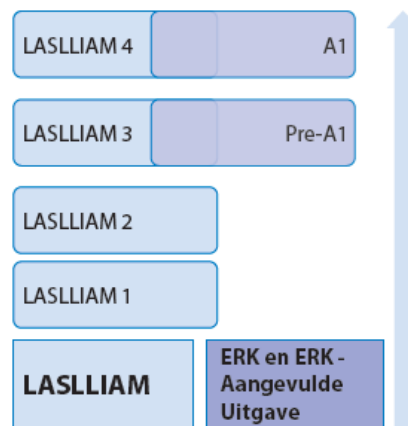 LASLLIAM 4 A1
LASLLIAM 3 Pre-A1
LASLLIAM 2
LASLLIAM 1
LASLLIAM
ERK en ERK -
Aangevulde
Uitgave